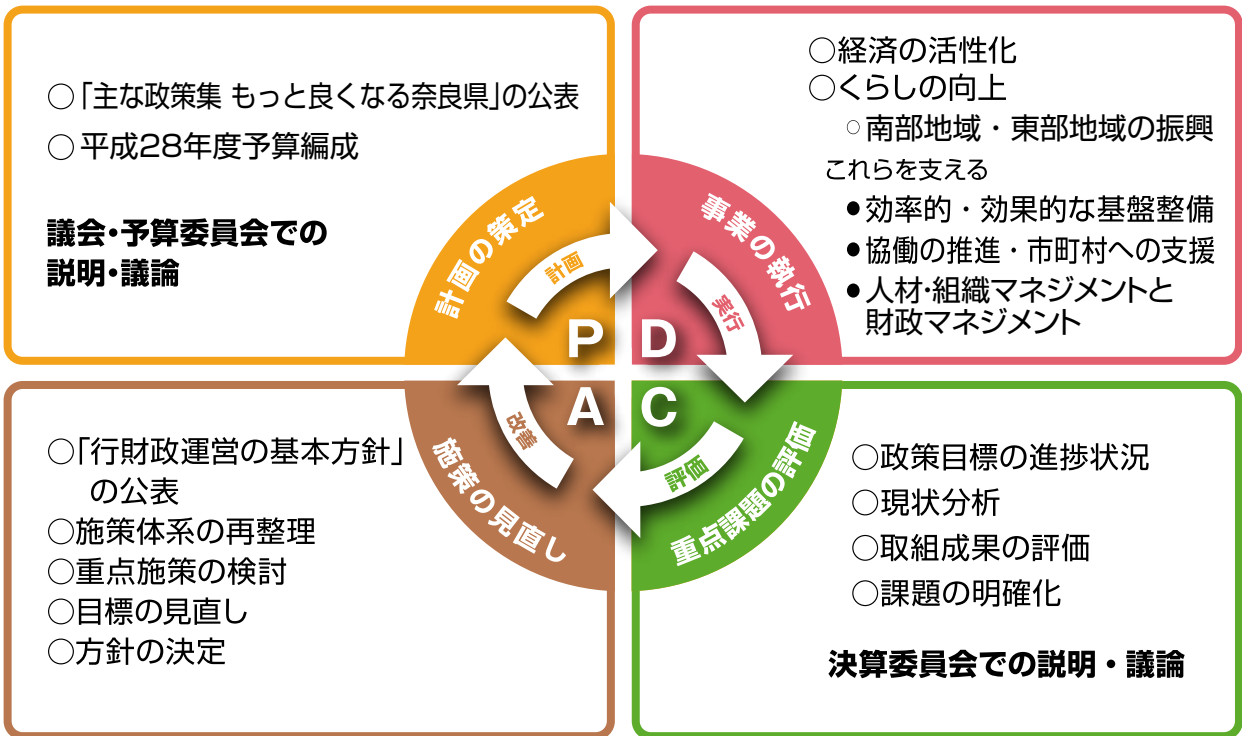 ○「主な政策集 もっと良くなる奈良県」の公表
○ 平成28年度予算編成
議会・予算委員会での
説明・議論
計画の策定
計画
P
○経済の活性化
○くらしの向上
○南部地域・東部地域の振興
これらを支える
●効率的・効果的な基盤整備
●協働の推進・市町村への支援
●人材・組織マネジメントと
財政マネジメント
事業の執行
実行
D
○政策目標の進捗状況
○現状分析
○取組成果の評価
○課題の明確化
決算委員会での説明・議論
重点課題の評価
評価
C
○「行財政運営の基本方針」
の公表
○施策体系の再整理
○重点施策の検討
○目標の見直し
○方針の決定
施策の見直し
改善
A